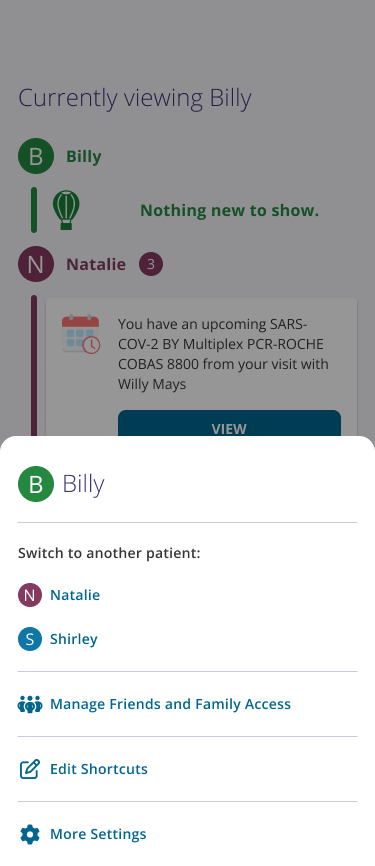 Currently viewing Billy
B Billy
Nothing new to show.
N Natalie 3
You have an upcoming SARS-
COV-2 BY Multiplex PCR-ROCHE
COBAS 8800 from your visit with
Willy Mays
VIEW
B Billy
Switch to another patient:
N Natalie
S Shirley
Manage Friends and Family Access
Edit Shortcuts
More Settings